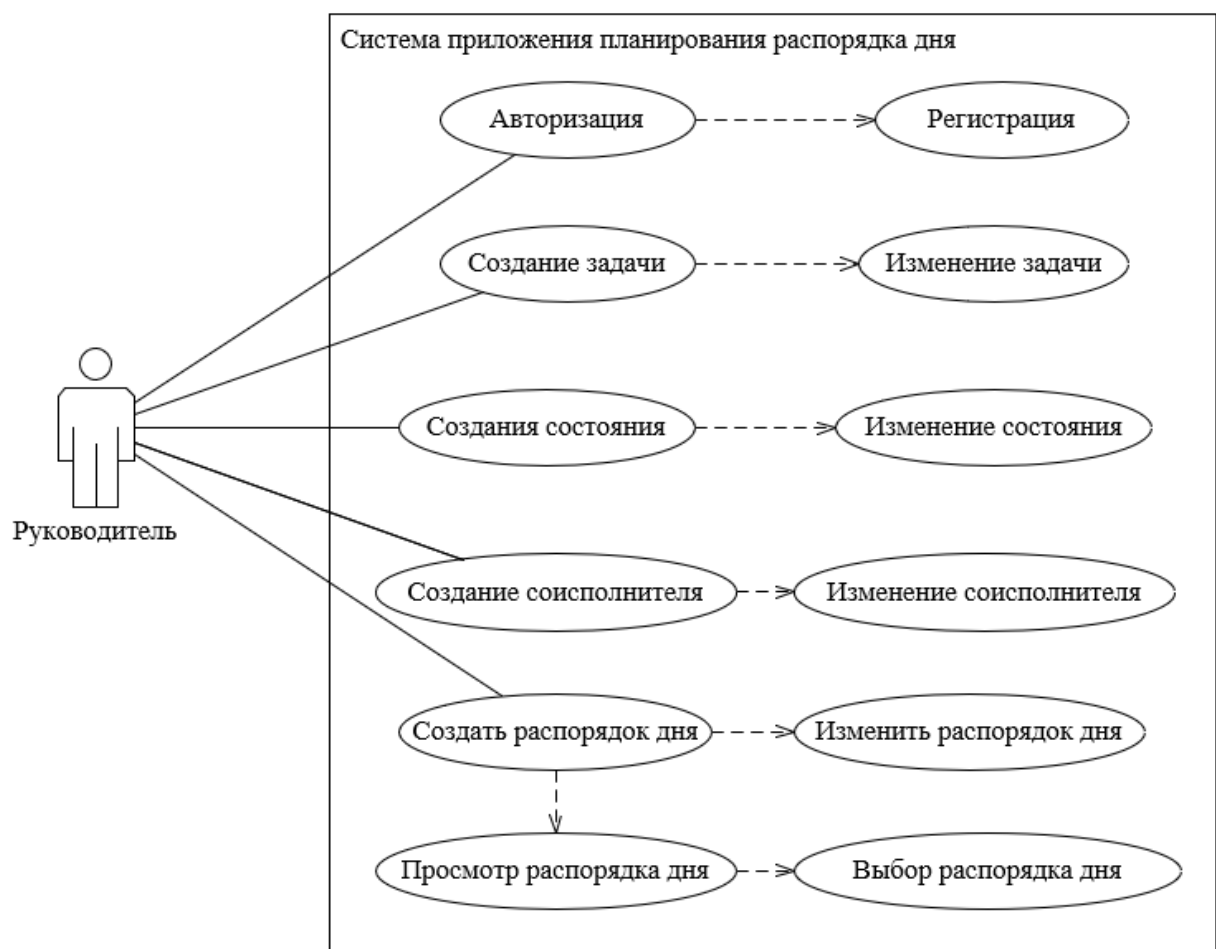 Система приложения планирования распорядка дня
Авторизация
Регистрация
Создание задачи
Изменение задачи
Создания состояния
Изменение состояния
Руководитель
Создание соисполнителя
Изменение соисполнителя
Создать распорядок дня
Изменить распорядок дня
Просмотр распорядка дня
Выбор распорядка дня